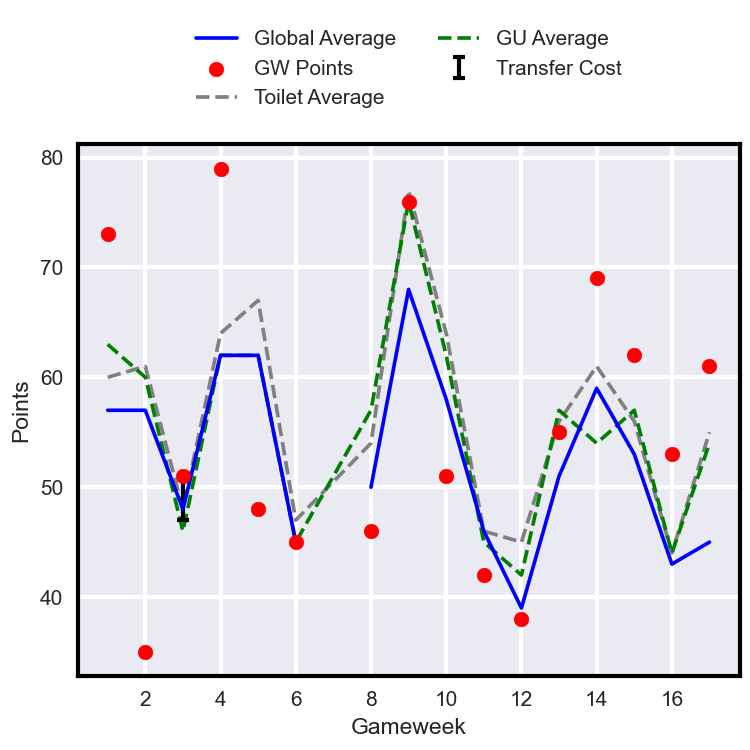 Global Average
GW Points
Toilet Average
GU Average
Transfer Cost
80
70
60
50
40
Points
2 4 6 8 10 12 14 16
Gameweek